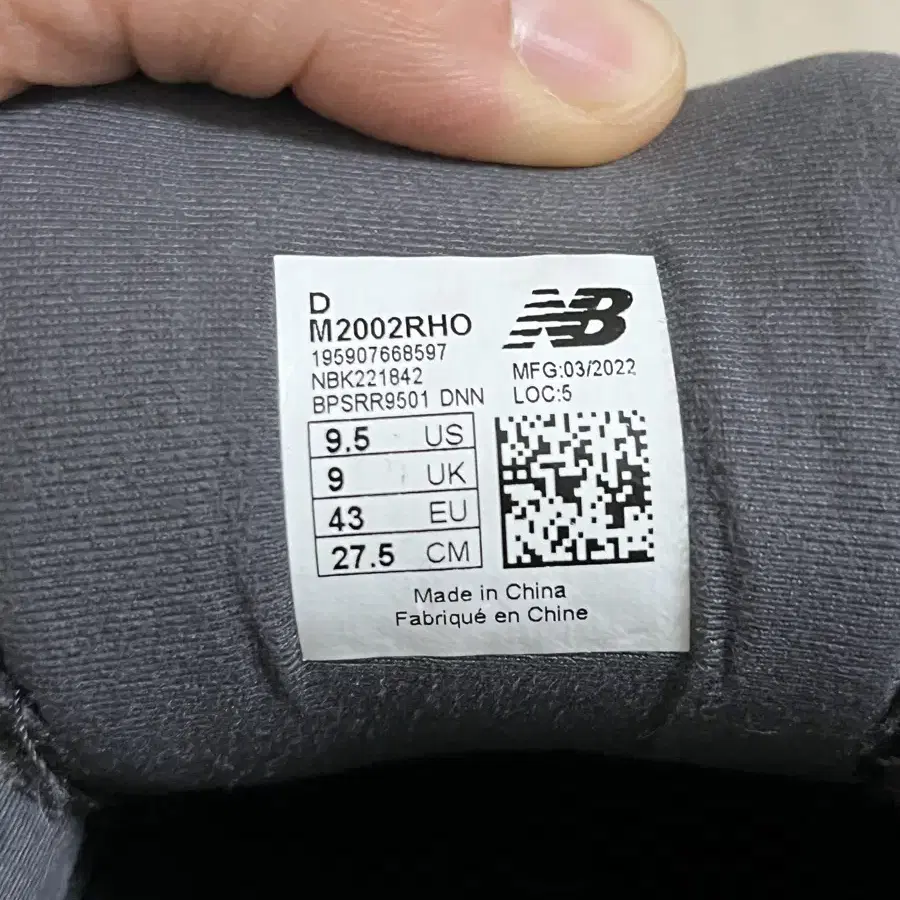 D
M2002RHO
195907668597
NBK221842
BPSRR9501 DNN
NB
MFG:03/2022
LOC:5
9.5 US
9 UK
43 EU
27.5 CM
Made in China
Fabriqué en Chine